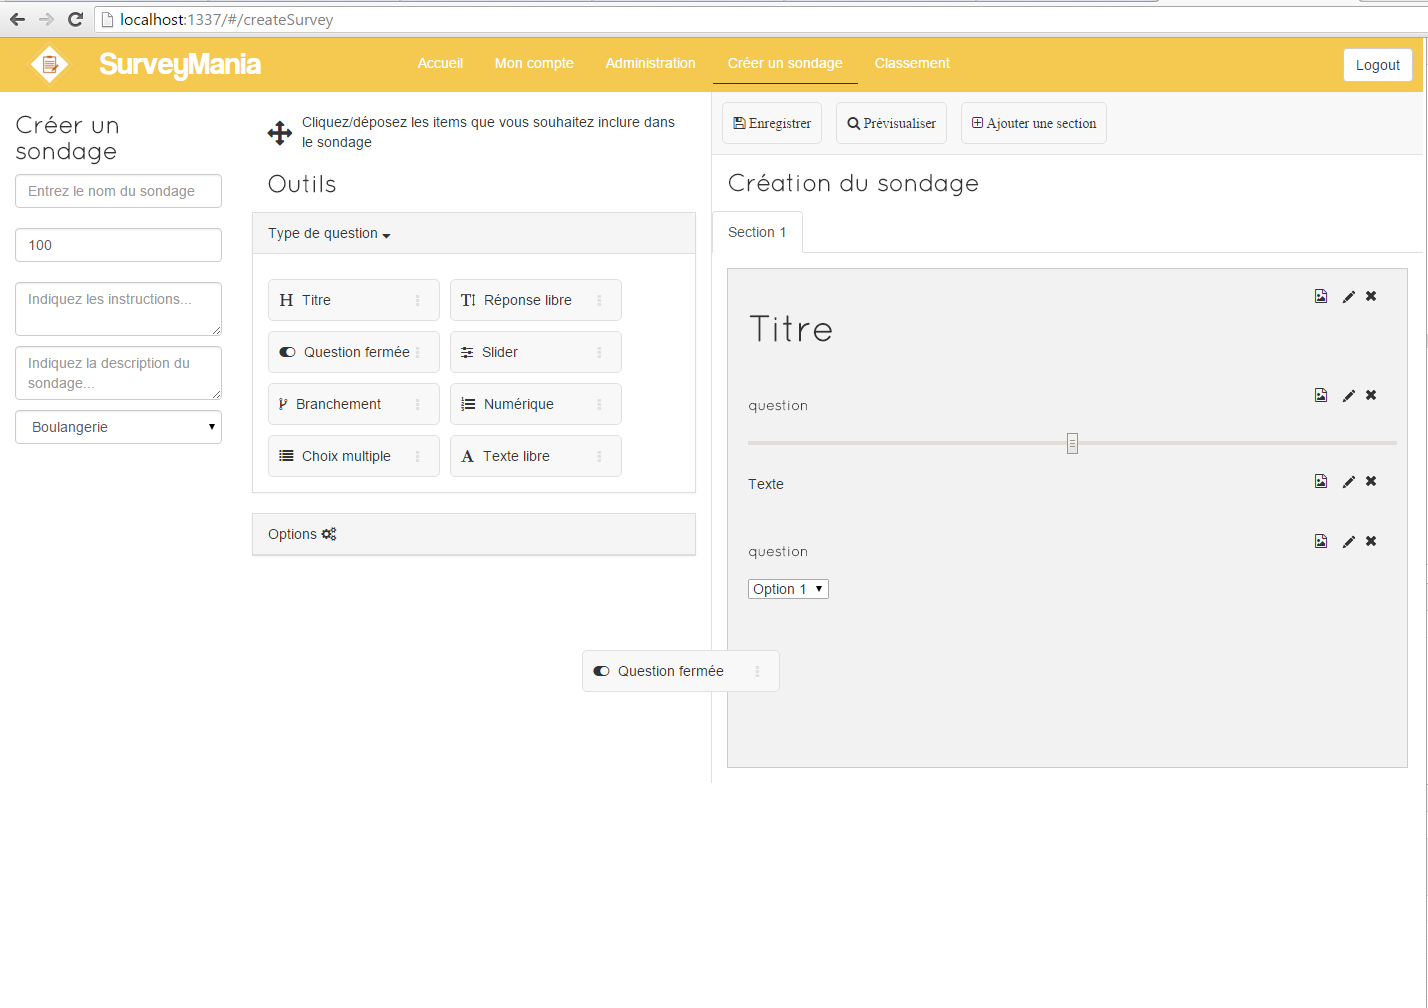 localhost:1337/#/createSurvey
SurveyMania
Accueil
Mon compte
Administration
Créer un sondage
Classement
Logout
Créer un
sondage
Entrez le nom du sondage
100
Indiquez les instructions...
Indiquez la description du
sondage...
Boulangerie
Cliquez/déposez les items que vous souhaitez inclure dans
le sondage
Outils
Type de question
Titre
Réponse libre
Question fermée
Slider
Branchement
Numérique
Choix multiple
Texte libre
Options
Enregistrer
Prévisualiser
Ajouter une section
Création du sondage
Section 1
Titre
question
Texte
question
Option 1
Question fermée